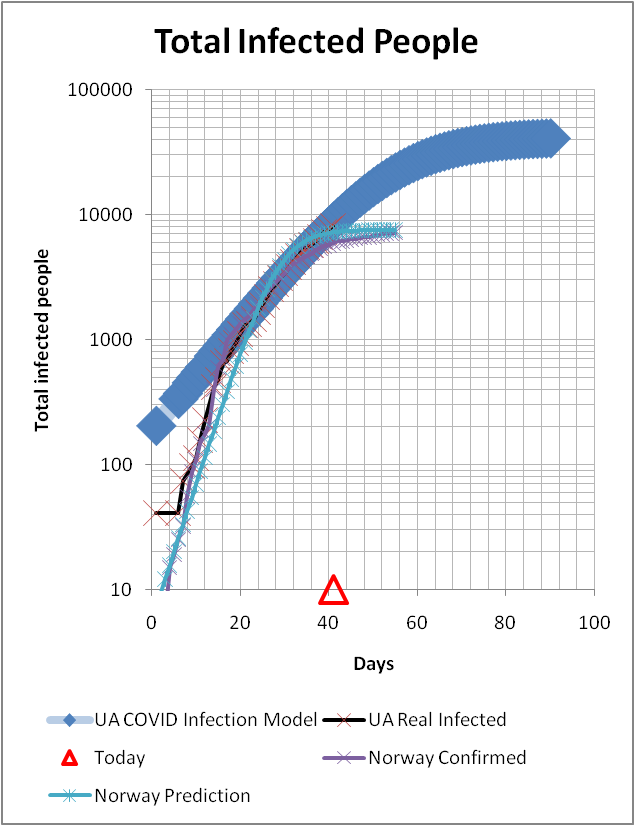 Total Infected People
100000
10000
1000
100
10
Total infected people
0 20 40 60 80 100
Days
UA COVID Infection Model UA Real Infected
Today Norway Confirmed
Norway Prediction